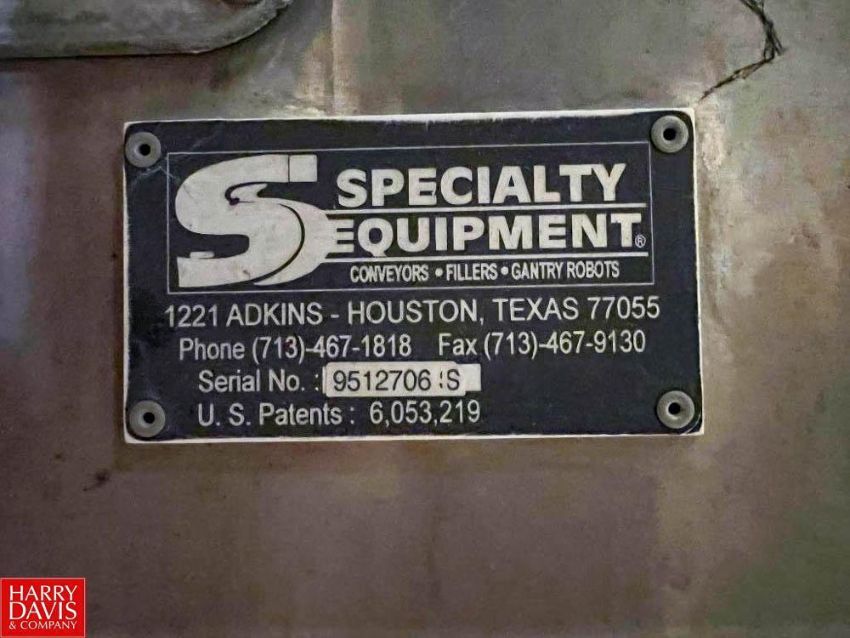 SPECIALTY
EQUIPMENT®
CONVEYORS • FILLERS • GANTRY ROBOTS
1221 ADKINS - HOUSTON, TEXAS 77055
Phone (713)-467-1818 Fax (713)-467-9130
Serial No. : 9512706 S
U. S. Patents : 6,053,219
HARRY
DAVIS
& COMPANY